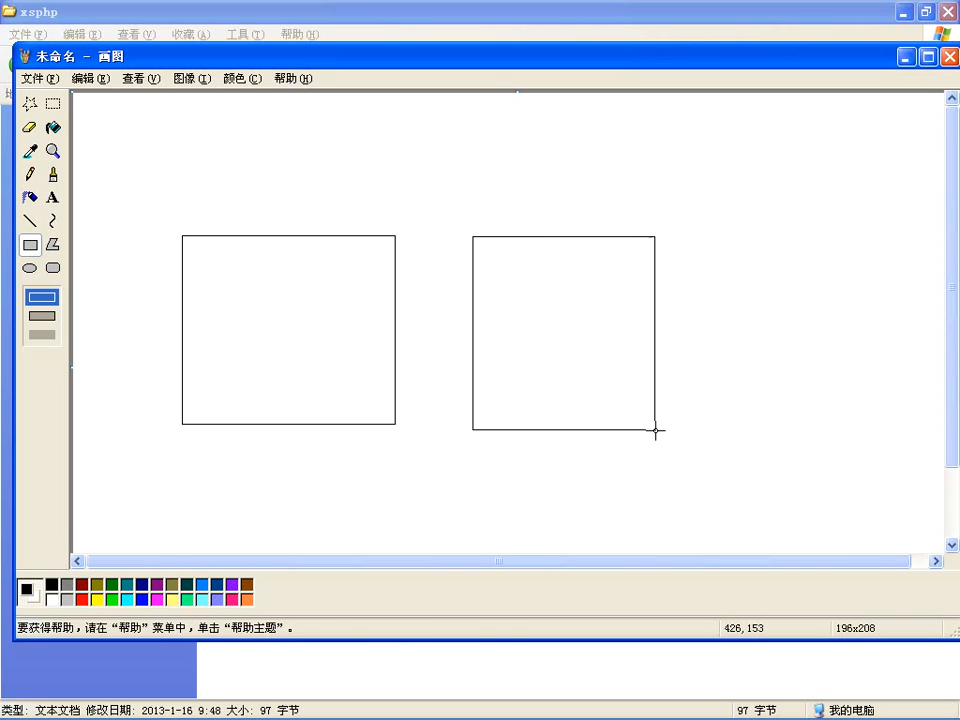 xsphp
文件(F) 编辑(E) 查看(V) 收藏(A) 工具(T) 帮助(H)
未命名 - 画图
文件(F) 编辑(E) 查看(V) 图像(I) 颜色(C) 帮助(H)
A
要获得帮助，请在“帮助”菜单中，单击“帮助主题”。 426,153 196x208
类型: 文本文档 修改日期: 2013-1-16 9:48 大小: 97 字节 97 字节 我的电脑